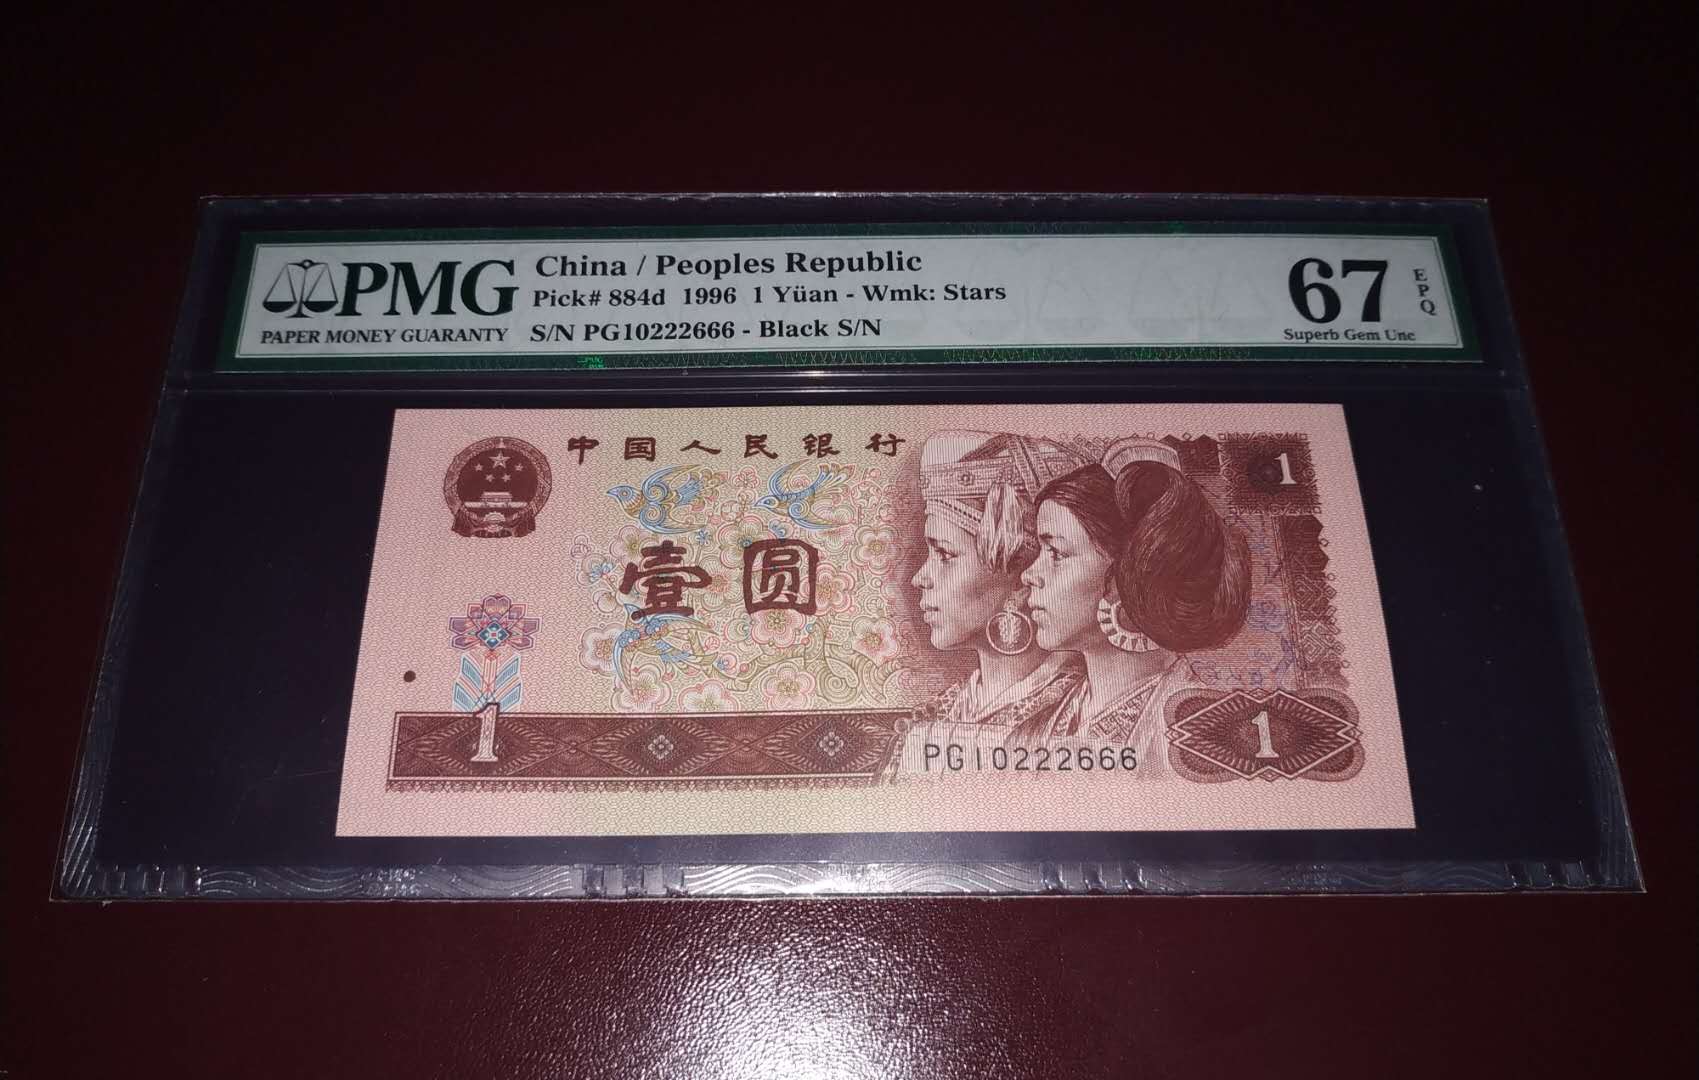 PMG
PAPER MONEY GUARANTY
China / Peoples Republic
Pick# 884d 1996 1 Yüan - Wmk: Stars
S/N PG10222666 - Black S/N
67
EPQ
Superb Gem Unc
中国人民银行
1
壹圆
1
PG10222666
1